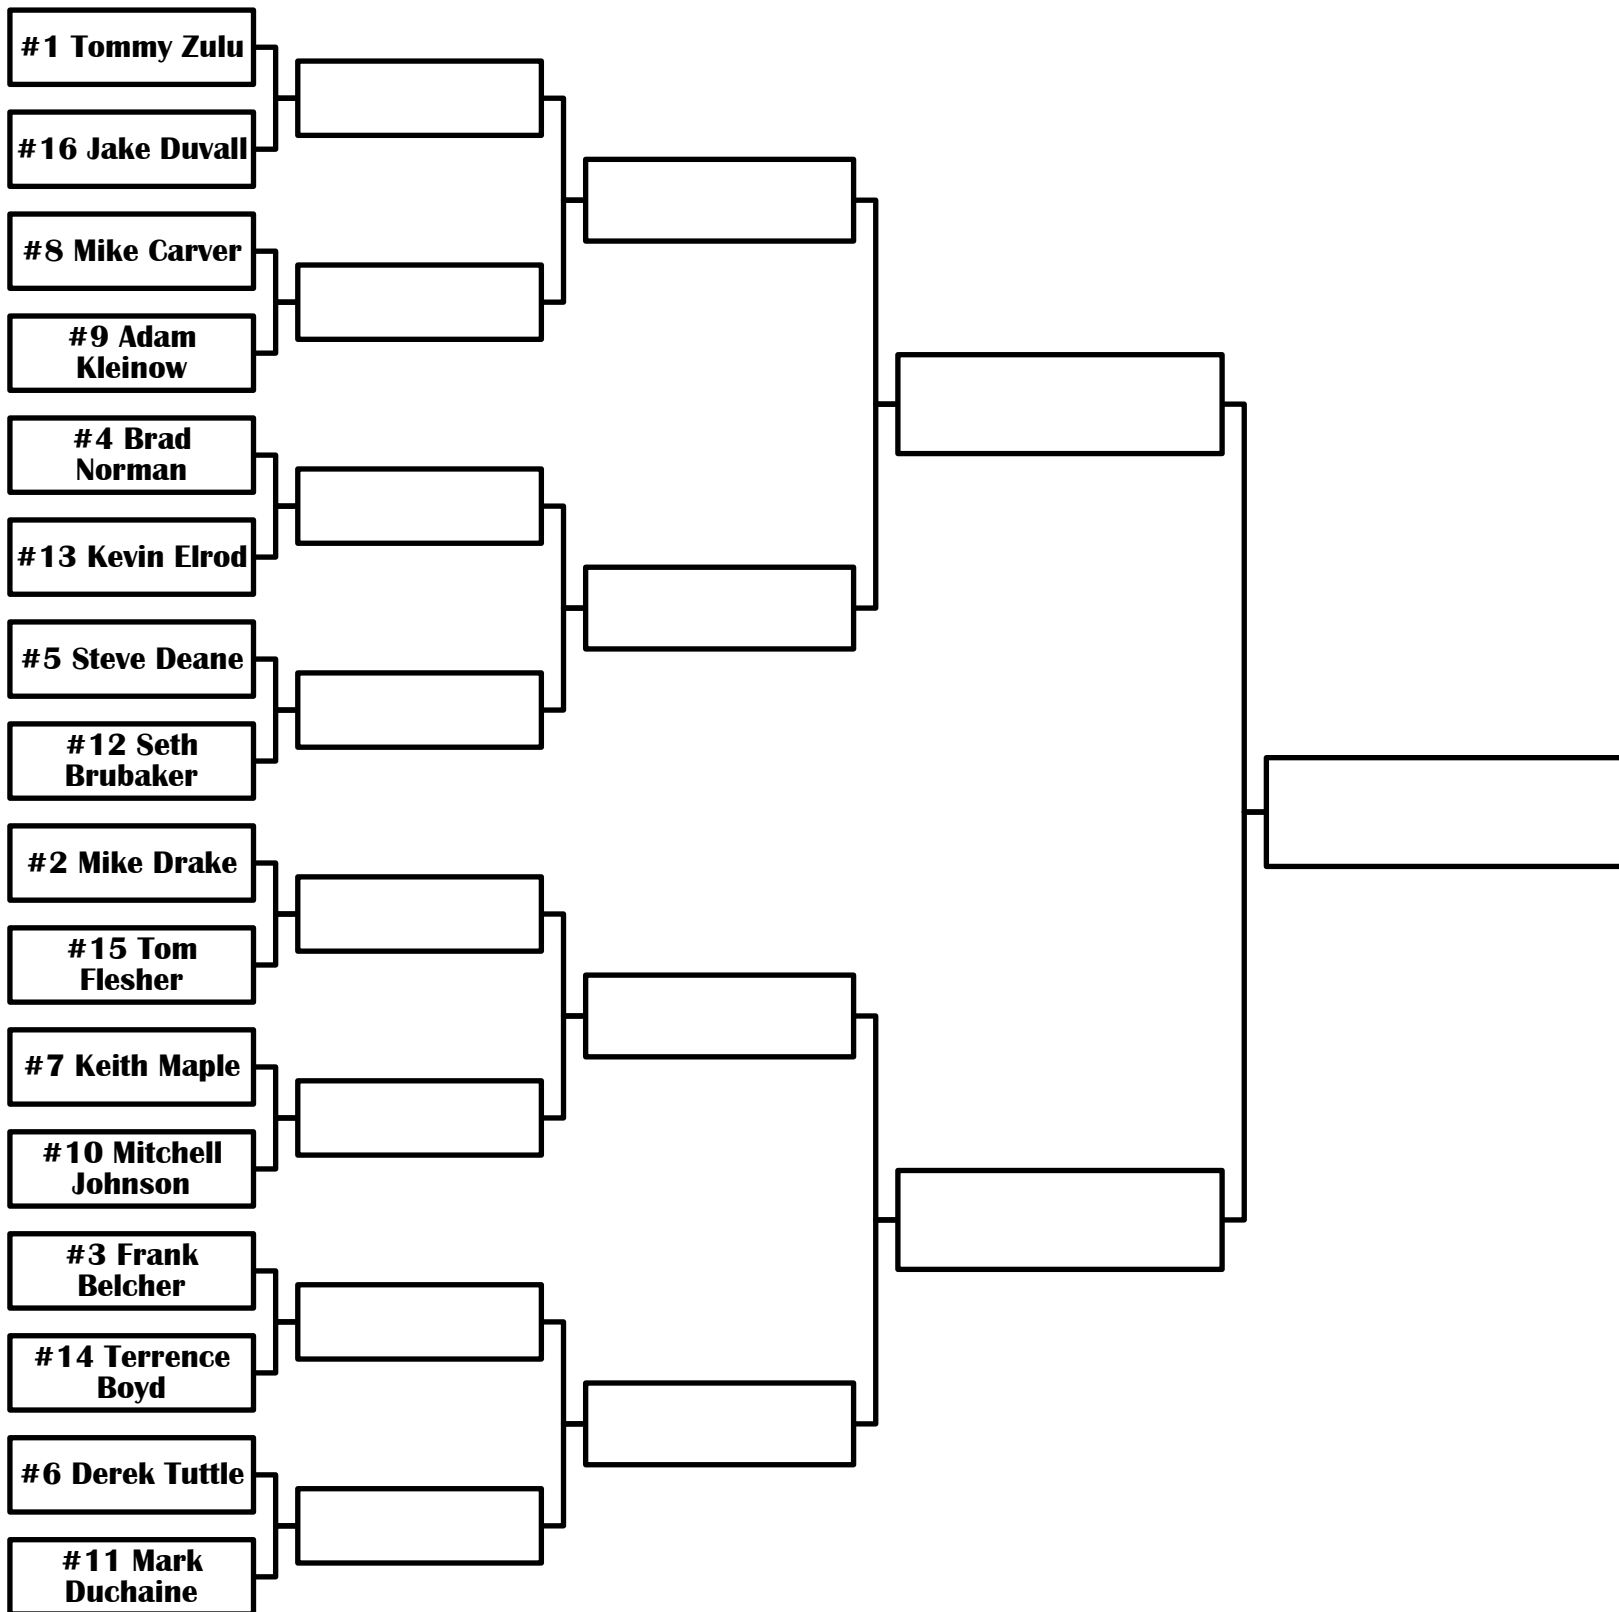 #1 Tommy Zulu
#16 Jake Duvall
#8 Mike Carver
#9 Adam
Kleinow
#4 Brad
Norman
#13 Kevin Elrod
#5 Steve Deane
#12 Seth
Brubaker
#2 Mike Drake
#15 Tom
Flesher
#7 Keith Maple
#10 Mitchell
Johnson
#3 Frank
Belcher
#14 Terrence
Boyd
#6 Derek Tuttle
#11 Mark
Duchaine